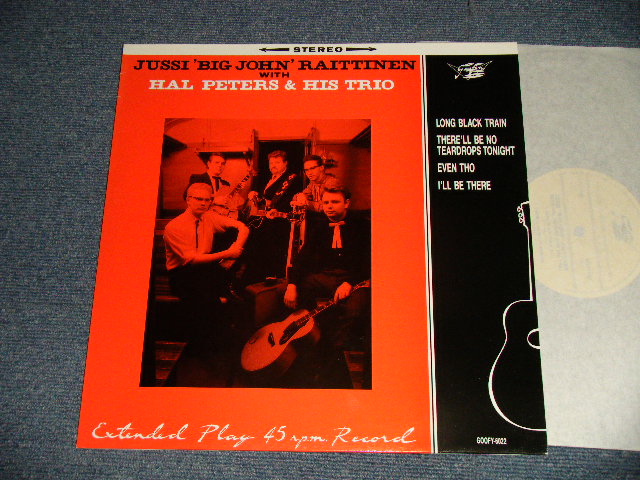 STEREO
JUSSI 'BIG-JOHN' RAITTINEN
WITH
HAL PETERS & HIS TRIO
LONG BLACK TRAIN
THERE'LL BE NO
TEARDROPS TONIGHT
EVEN THO
I'LL BE THERE
Extended Play 45 r.p.m. Record
GOOFY-6022